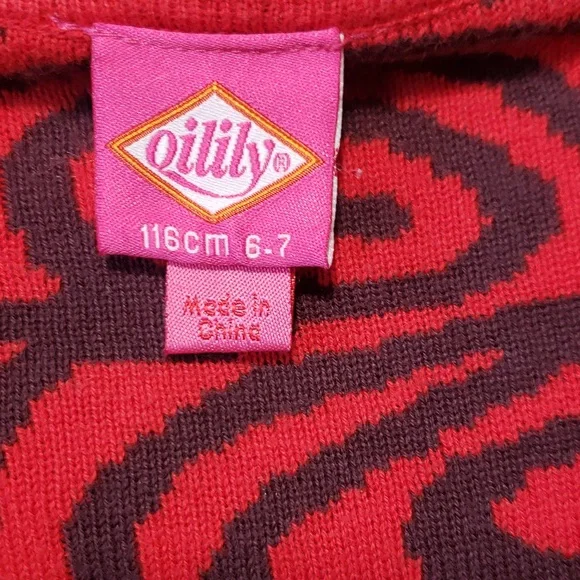 Oilily®
116cm 6-7
Made in
China